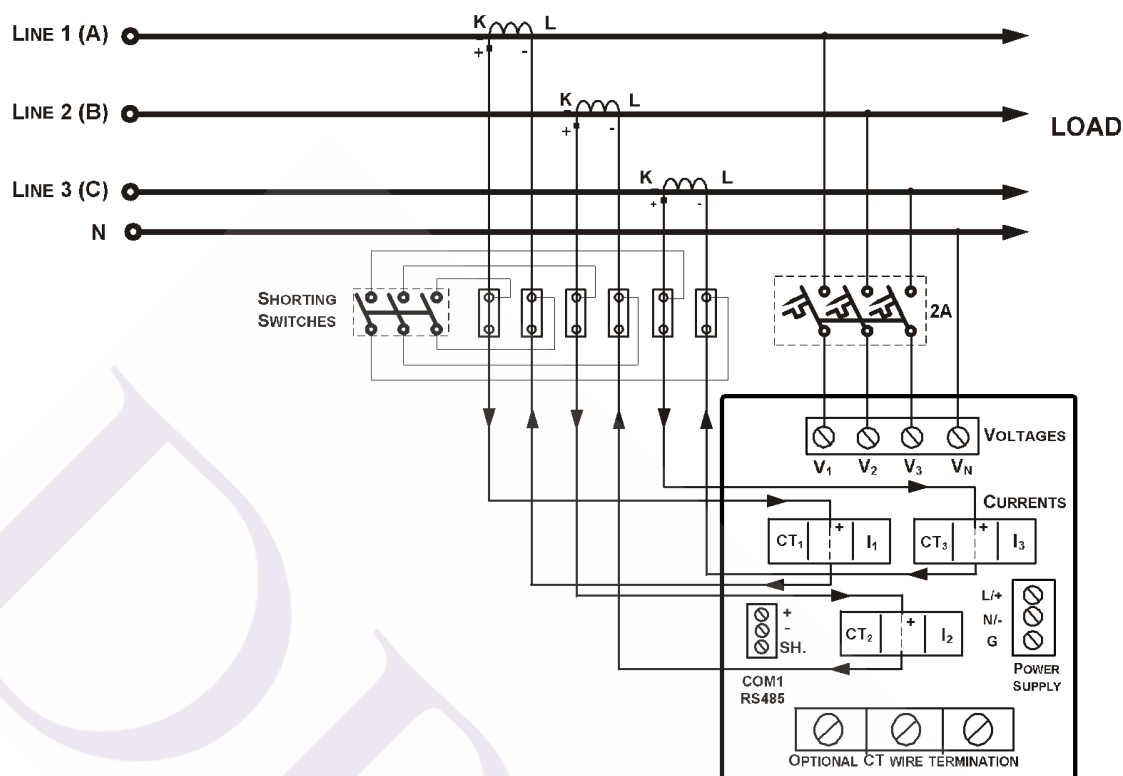 LINE 1 (A)
K L
+ -
LINE 2 (B)
K L
+ -
LOAD
LINE 3 (C)
K L
+ -
N
SHORTING
SWITCHES
2A
VOLTAGES
V1 V2 V3 VN
CURRENTS
CT1 + I1
CT3 + I3
L/+
N/-
G
POWER
SUPPLY
+
-
SH.
COM1
RS485
CT2 + I2
OPTIONAL CT WIRE TERMINATION